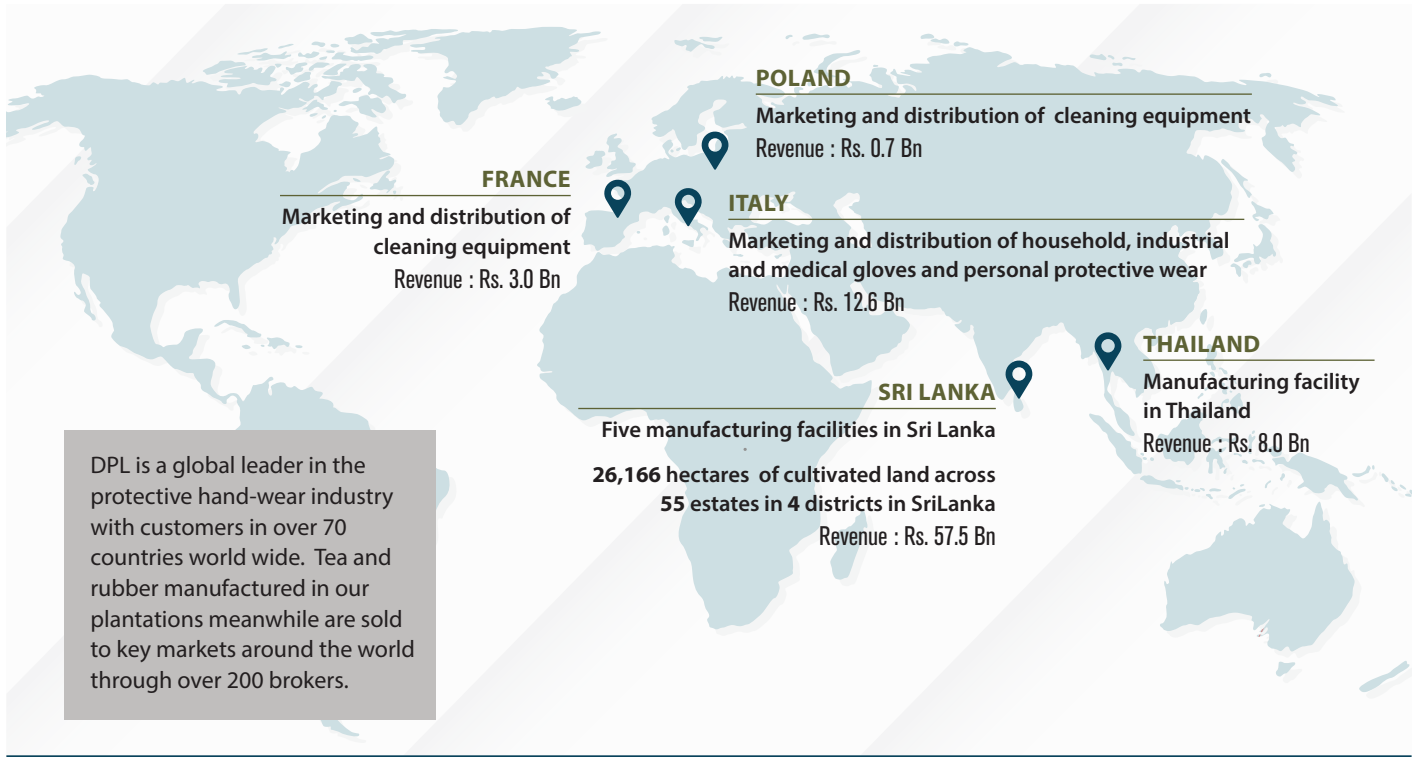 POLAND
Marketing and distribution of cleaning equipment
Revenue : Rs. 0.7 Bn
FRANCE
Marketing and distribution of
cleaning equipment
Revenue : Rs. 3.0 Bn
ITALY
Marketing and distribution of household, industrial
and medical gloves and personal protective wear
Revenue : Rs. 12.6 Bn
THAILAND
Manufacturing facility
in Thailand
Revenue : Rs. 8.0 Bn
SRI LANKA
Five manufacturing facilities in Sri Lanka
26,166 hectares of cultivated land across
55 estates in 4 districts in SriLanka
Revenue : Rs. 57.5 Bn
DPL is a global leader in the
protective hand-wear industry
with customers in over 70
countries world wide. Tea and
rubber manufactured in our
plantations meanwhile are sold
to key markets around the world
through over 200 brokers.